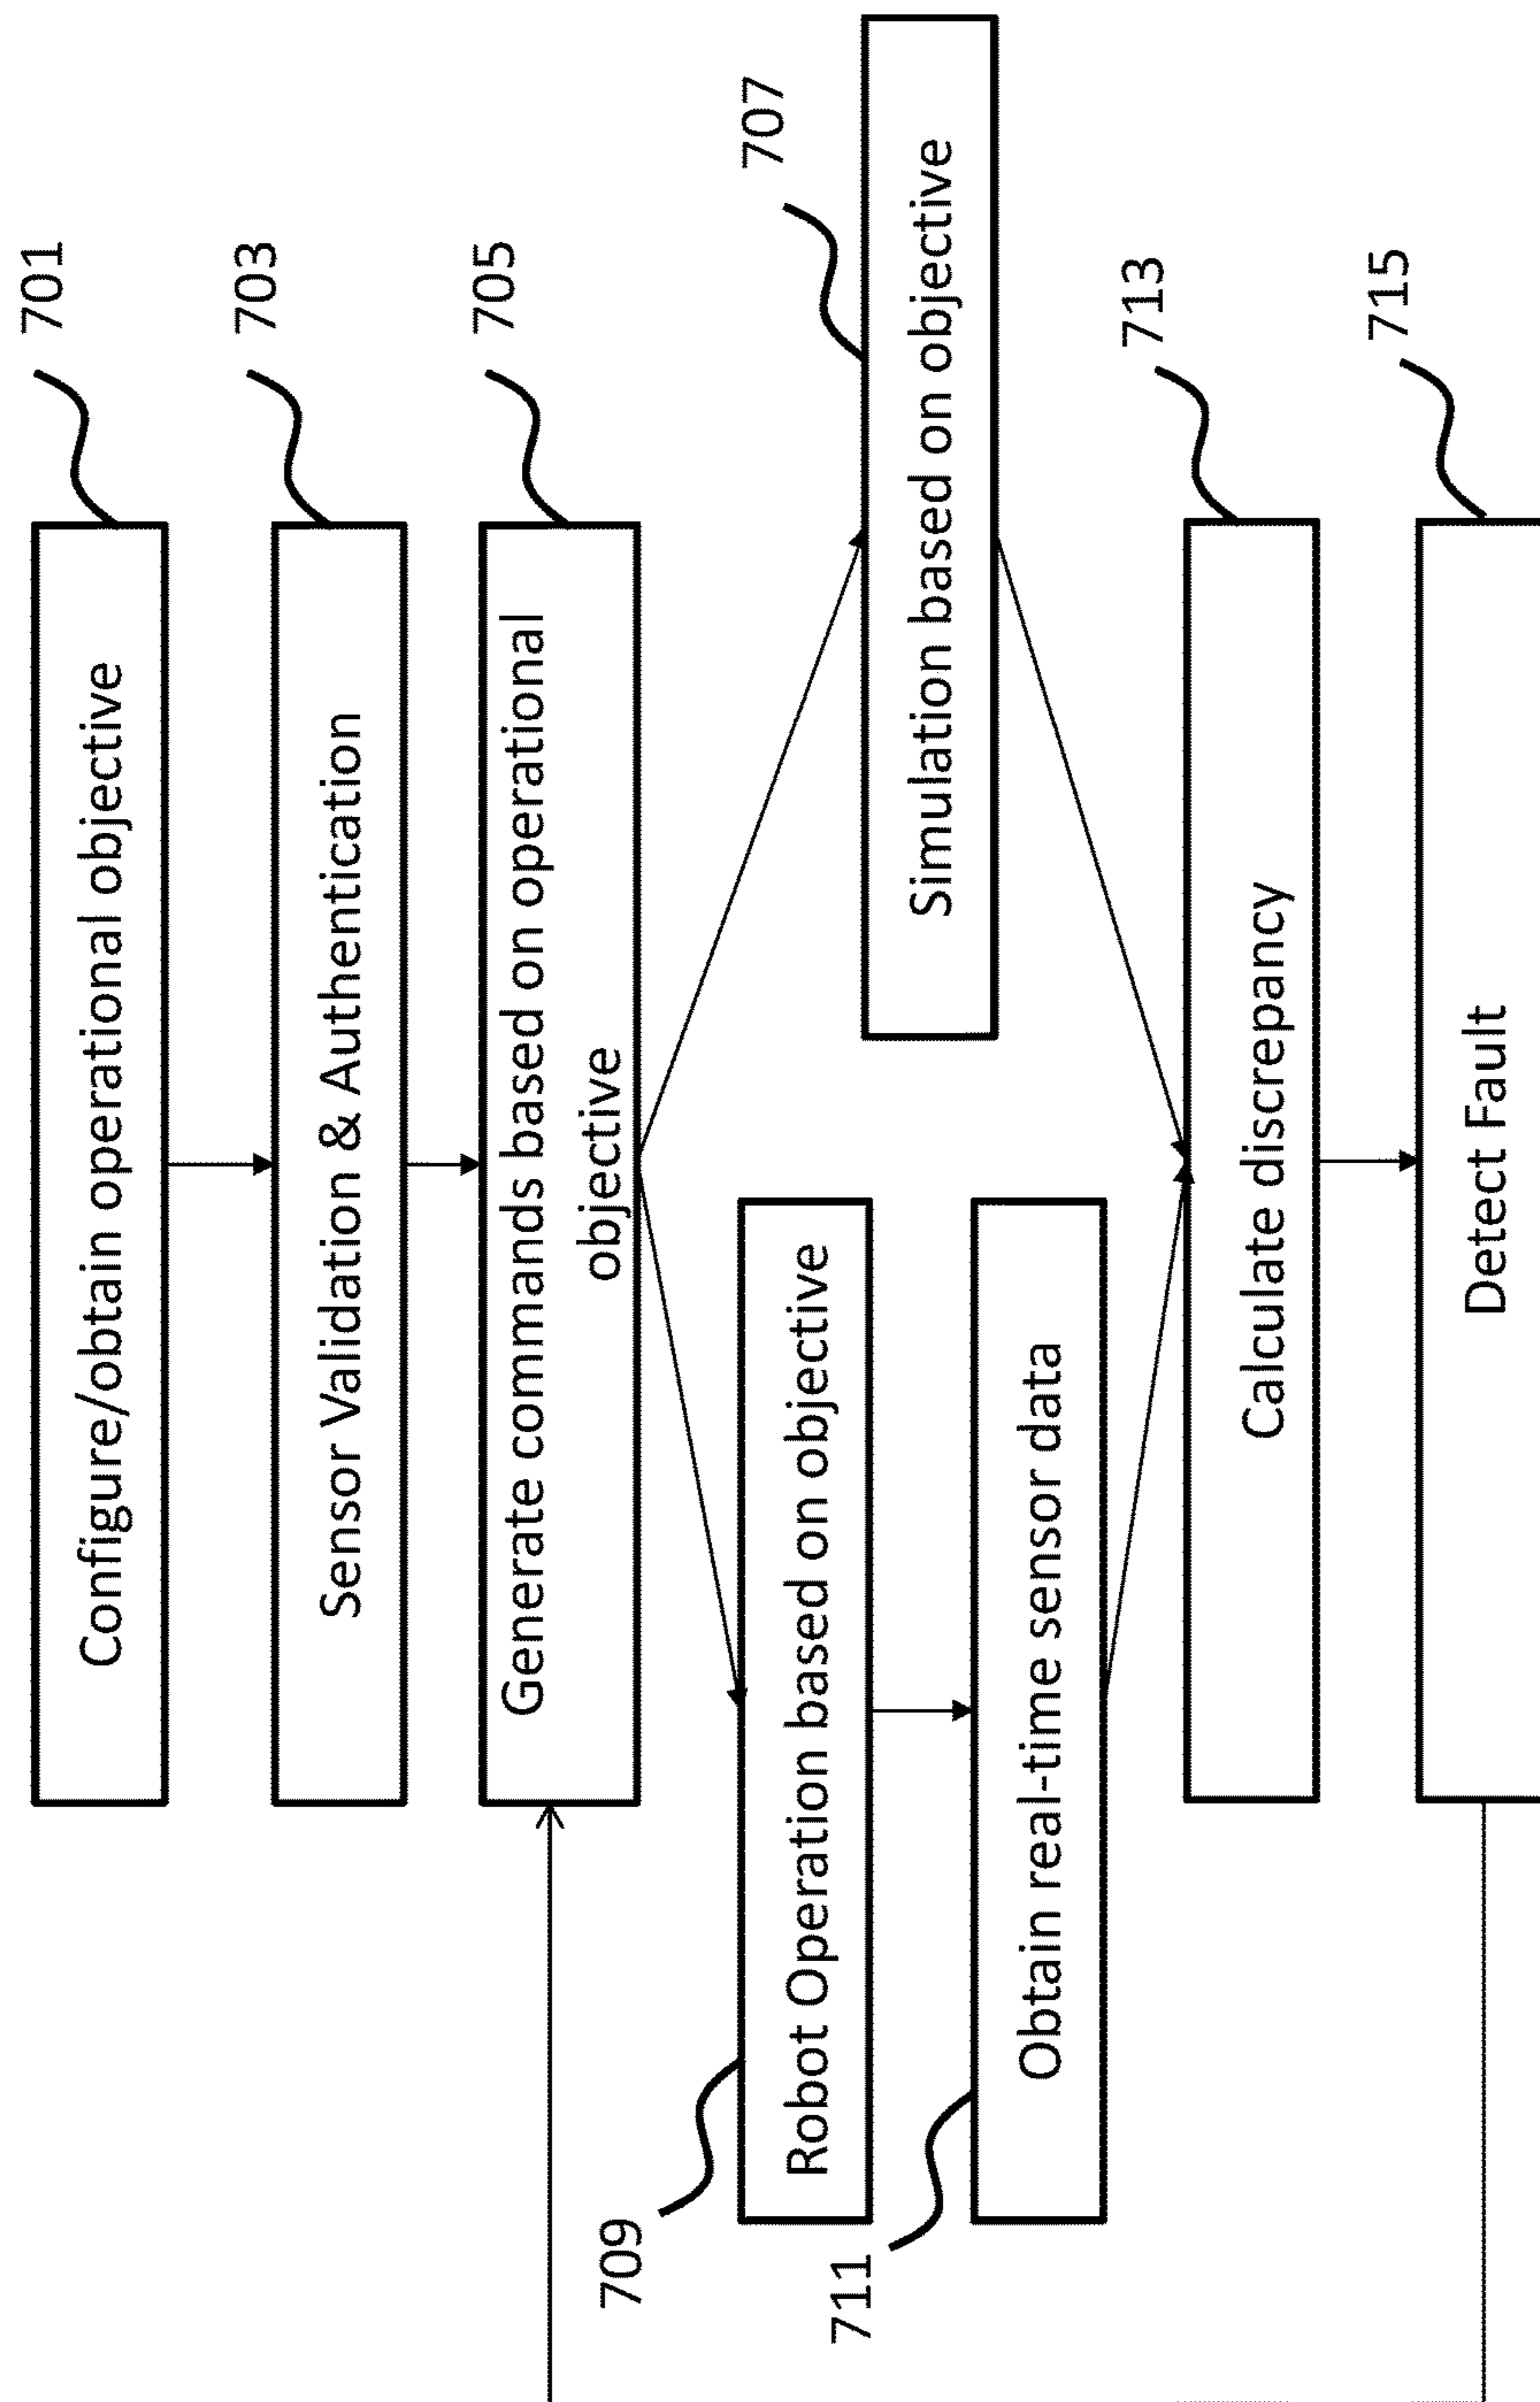 701
Configure/obtain operational objective
703
Sensor Validation & Authentication
705
Generate commands based on operational
objective
707
Simulation based on objective
709
Robot Operation based on objective
711
Obtain real-time sensor data
713
Calculate discrepancy
715
Detect Fault